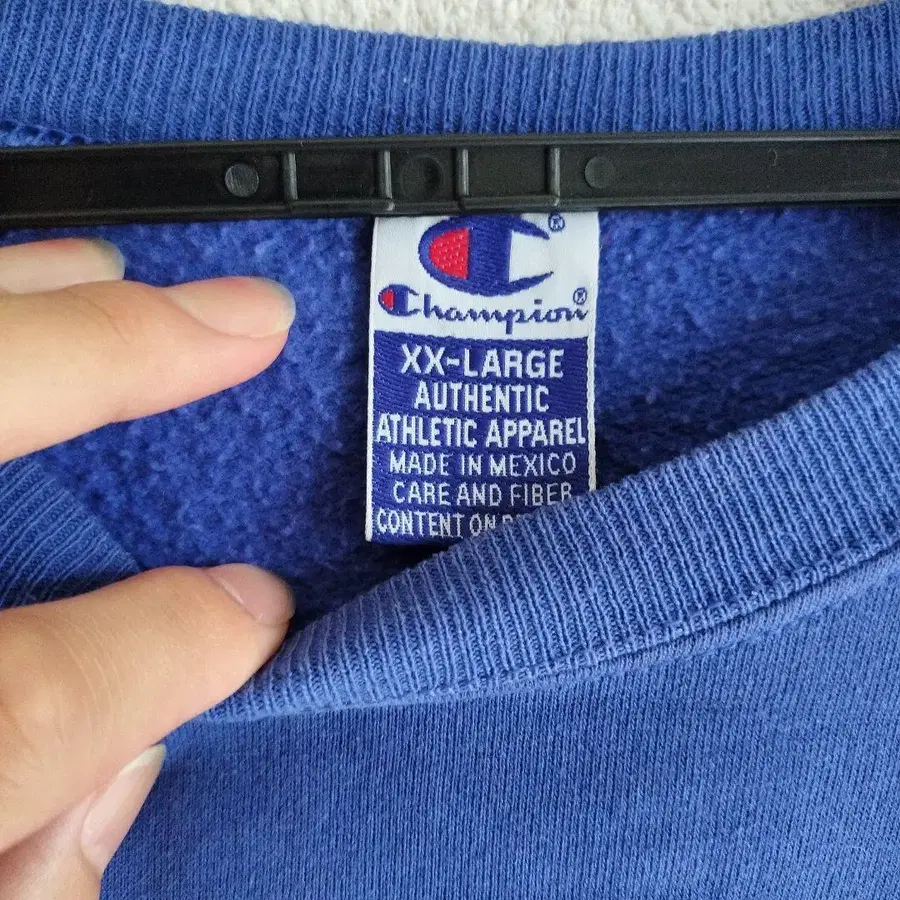 ®
Champion®
XX-LARGE
AUTHENTIC
ATHLETIC APPAREL
MADE IN MEXICO
CARE AND FIBER
CONTENT ON